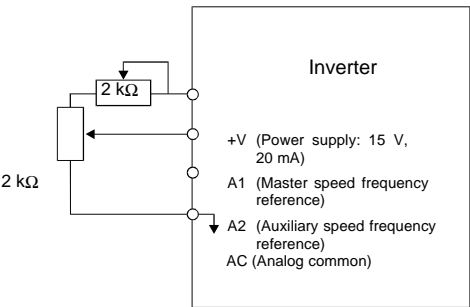 Inverter
2 kΩ
+V (Power supply: 15 V,
20 mA)
A1 (Master speed frequency
reference)
2 kΩ
A2 (Auxiliary speed frequency
reference)
AC (Analog common)